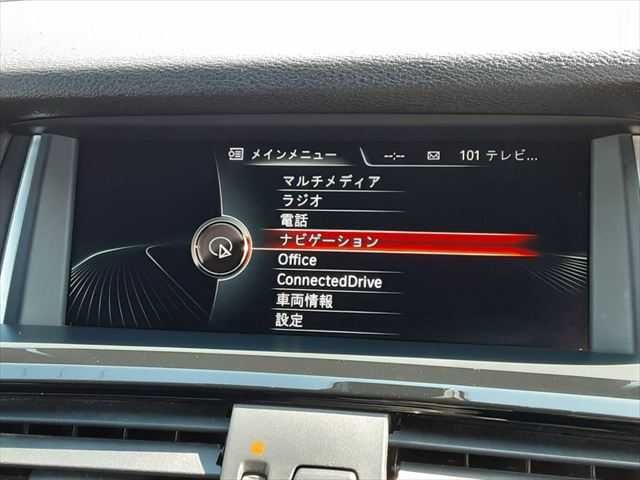 メインメニュー --:-- 101 テレビ...
マルチメディア
ラジオ
電話
ナビゲーション
Office
ConnectedDrive
車両情報
設定